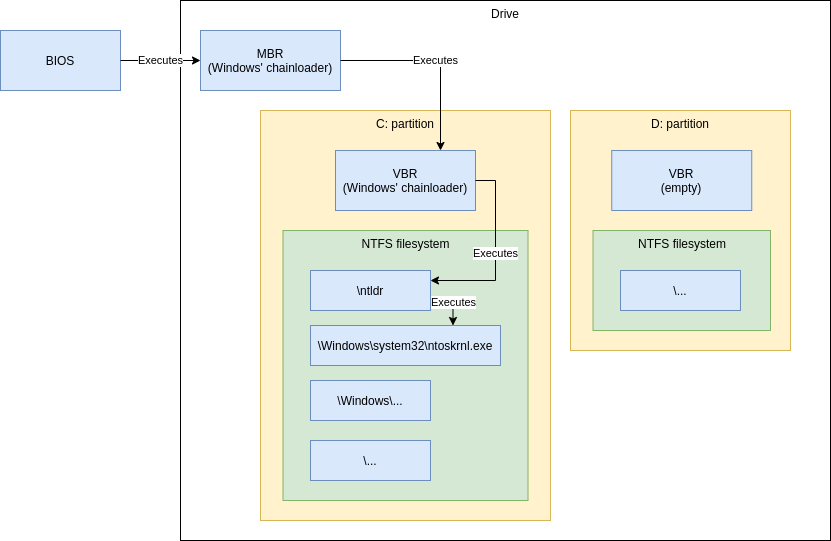 Drive
BIOS
Executes
MBR
(Windows' chainloader)
Executes
C: partition
VBR
(Windows' chainloader)
NTFS filesystem
Executes
\ntldr
Executes
\Windows\system32\ntoskrnl.exe
\Windows\...
\...
D: partition
VBR
(empty)
NTFS filesystem
\...